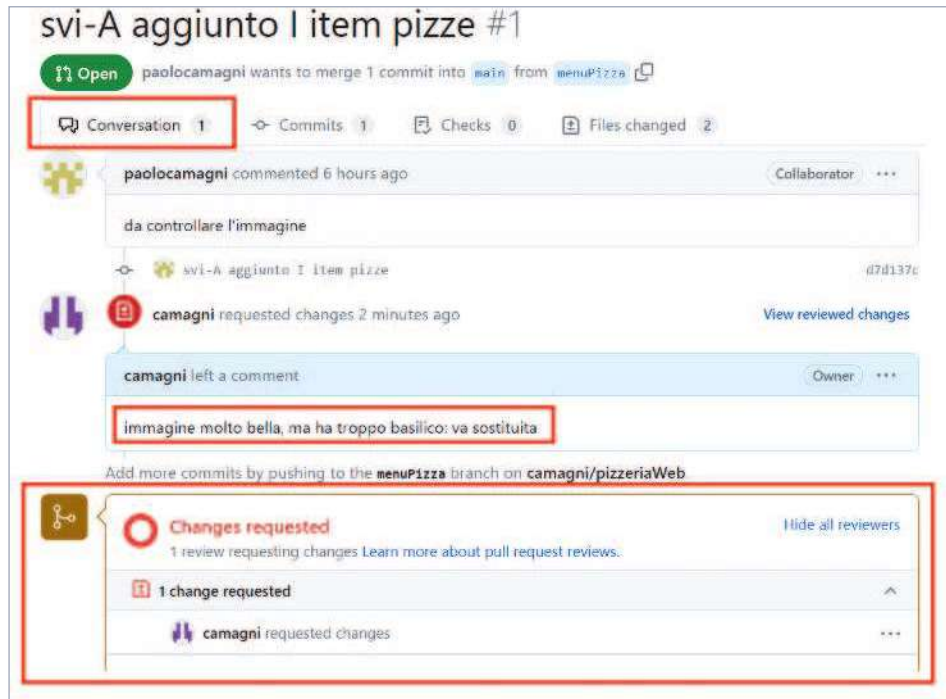 svi-A aggiunto I item pizze #1
Open paolocamagni wants to merge 1 commit into main from menuPizza
Conversation 1 Commits 1 Checks 0 Files changed 2
paolocamagni commented 6 hours ago Collaborator
da controllare l'immagine
svi-A aggiunto I item pizze d7d137c
camagni requested changes 2 minutes ago View reviewed changes
camagni left a comment Owner
immagine molto bella, ma ha troppo basilico: va sostituita
Add more commits by pushing to the menuPizza branch on camagni/pizzeriaWeb
Changes requested Hide all reviewers
1 review requesting changes Learn more about pull request reviews.
1 change requested
camagni requested changes